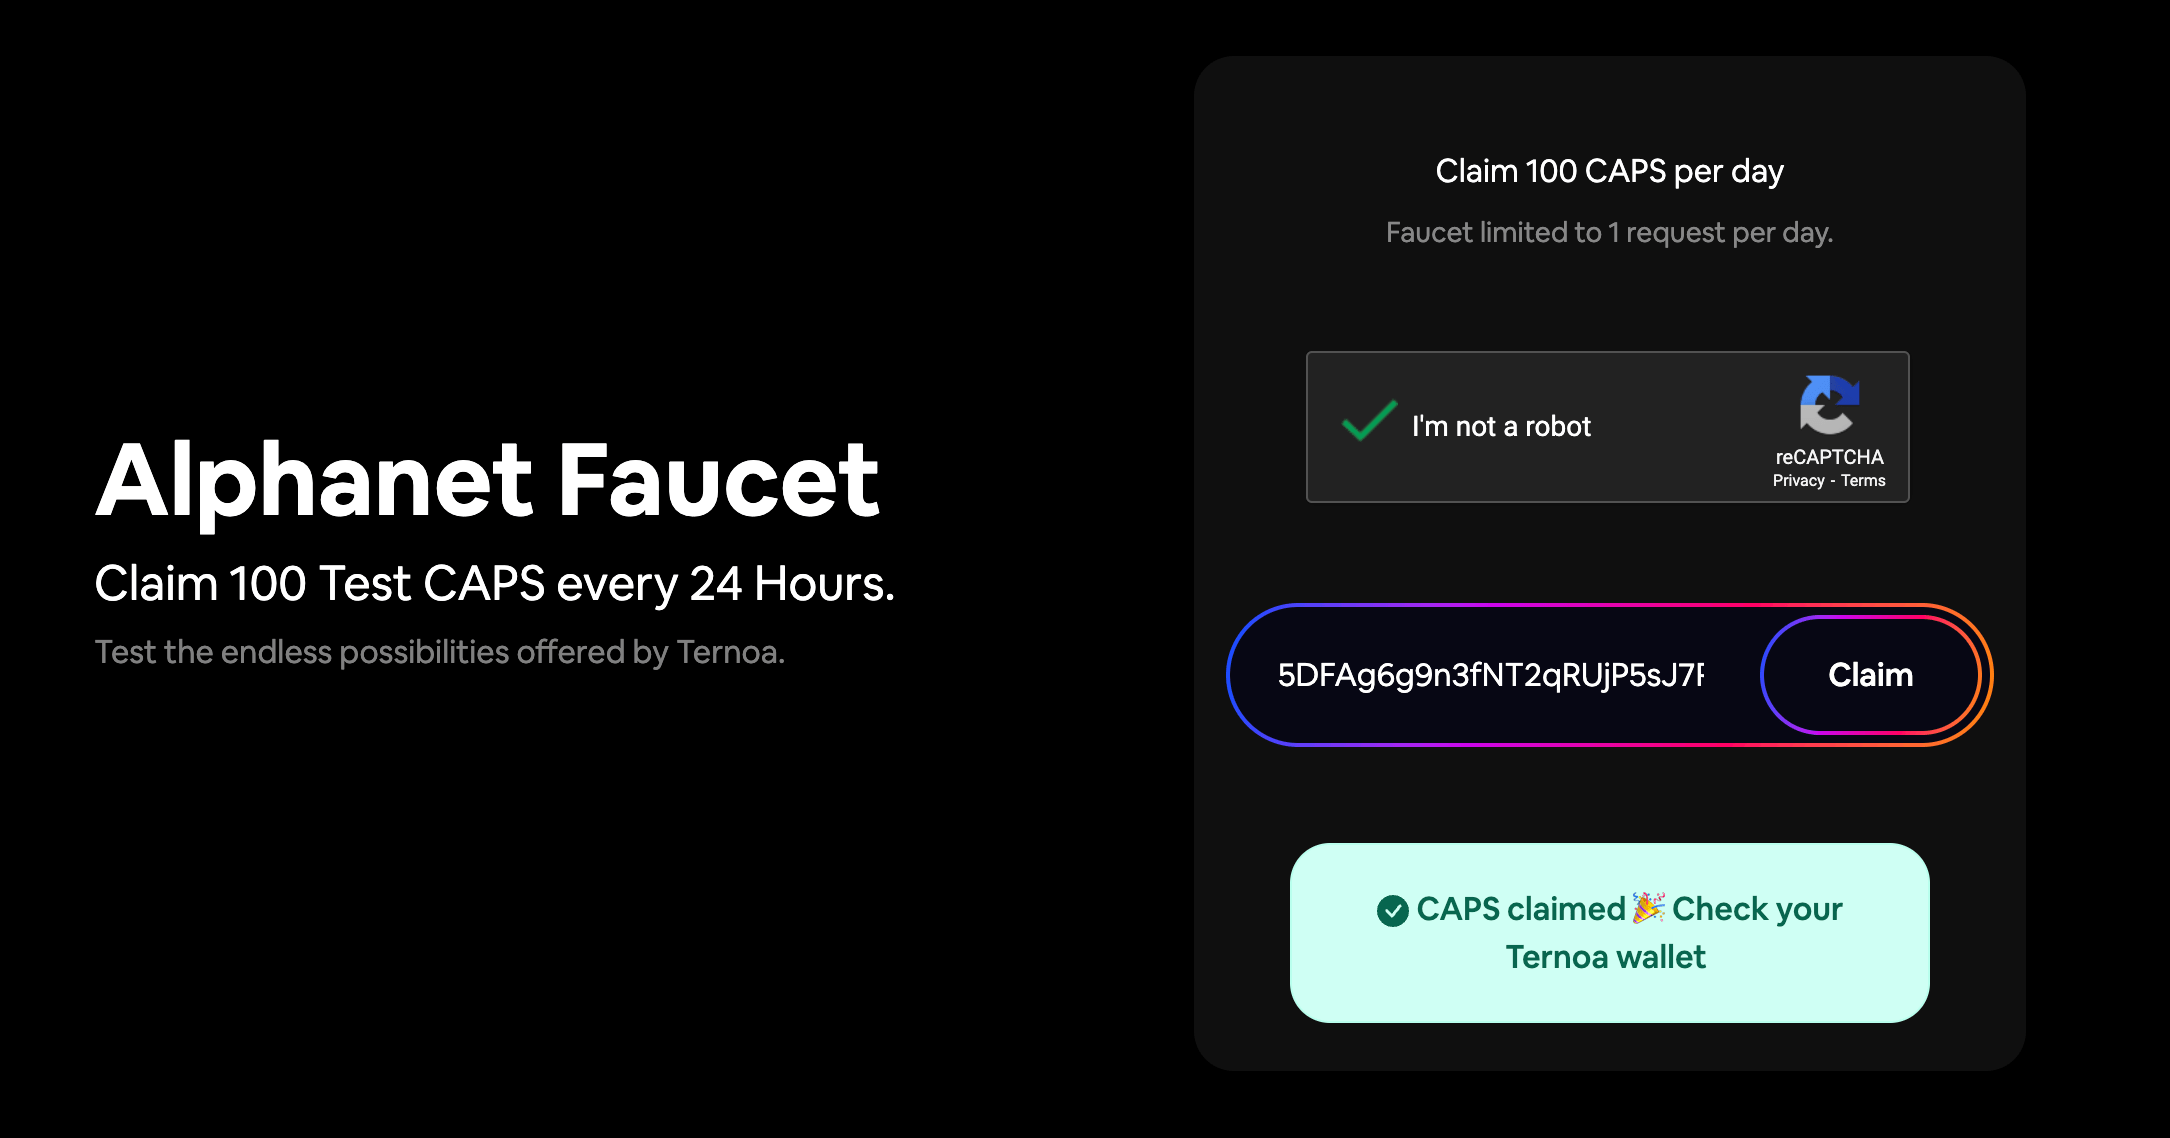 Alphanet Faucet
Claim 100 Test CAPS every 24 Hours.
Test the endless possibilities offered by Ternoa.
Claim 100 CAPS per day
Faucet limited to 1 request per day.
I'm not a robot
reCAPTCHA
Privacy - Terms
5DFAg6g9n3fNT2qRUjP5sJ7F
Claim
CAPS claimed 🎉 Check your
Ternoa wallet